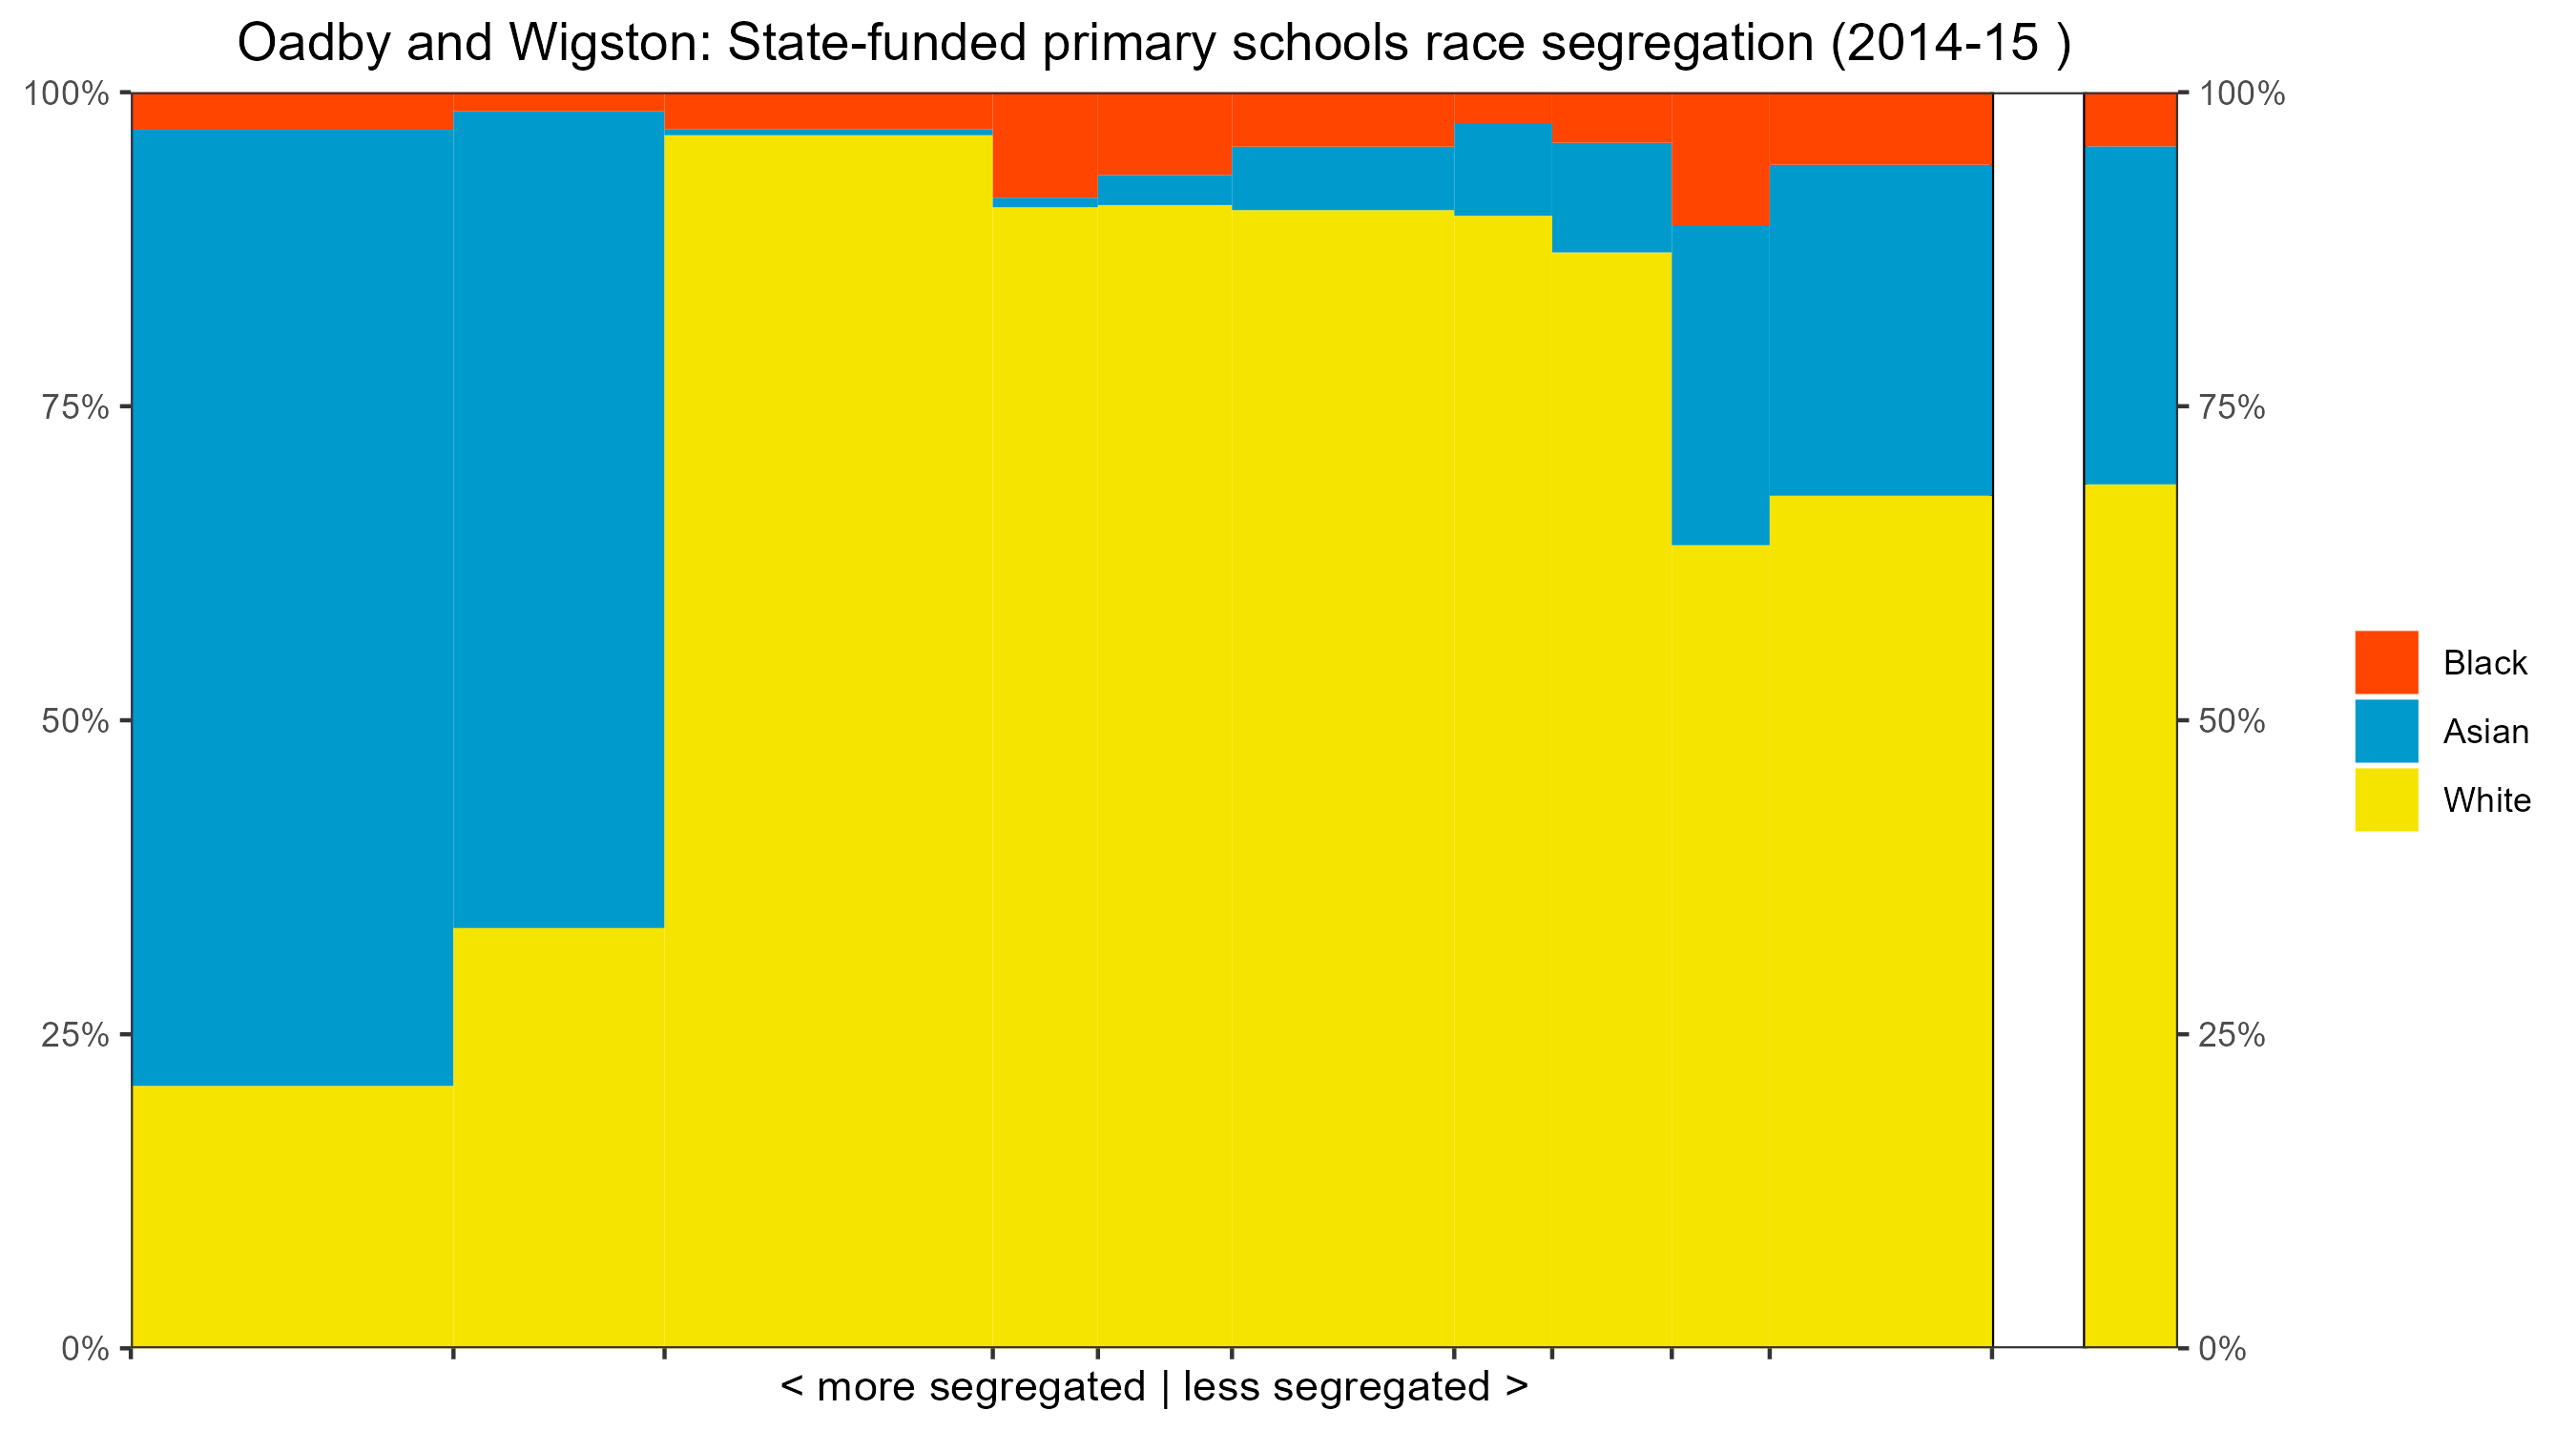 Oadby and Wigston: State-funded primary schools race segregation (2014-15 )
100%
75%
50%
25%
0%
100%
75%
50%
25%
0%
Black
Asian
White
< more segregated | less segregated >